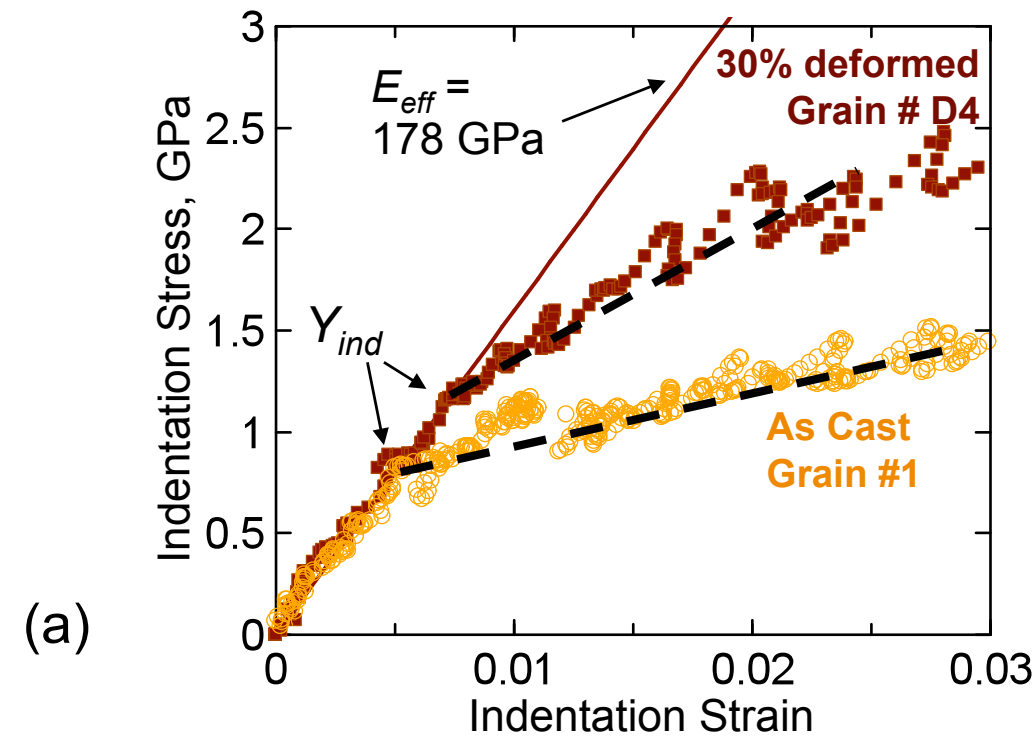 3
2.5
2
1.5
1
0.5
0
0
0.01
0.02
0.03
Indentation Stress, GPa
Indentation Strain
E_eff =
178 GPa
30% deformed
Grain # D4
Y_ind
As Cast
Grain #1
(a)